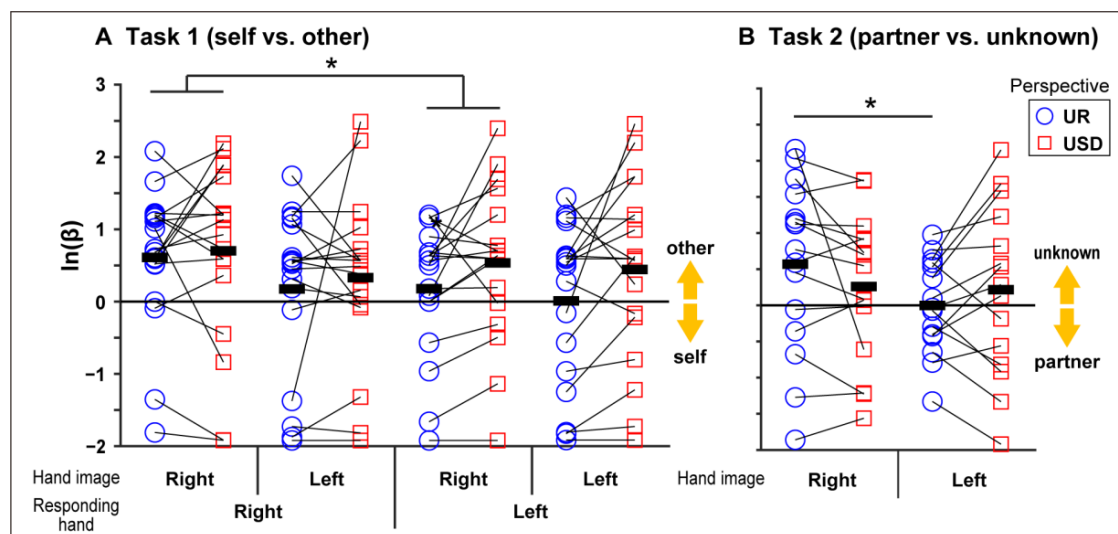 A Task 1 (self vs. other)
B Task 2 (partner vs. unknown)
Perspective
UR
USD
*
*
*
ln(β)
3
2
1
0
−1
−2
other
self
unknown
partner
Hand image
Right
Left
Right
Left
Hand image
Right
Left
Responding
hand
Right
Left